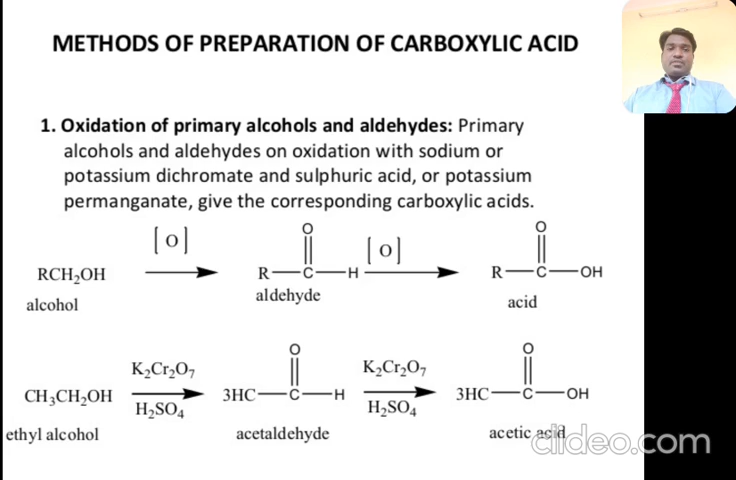 METHODS OF PREPARATION OF CARBOXYLIC ACID
1. Oxidation of primary alcohols and aldehydes: Primary
alcohols and aldehydes on oxidation with sodium or
potassium dichromate and sulphuric acid, or potassium
permanganate, give the corresponding carboxylic acids.
O O
[O] [O]
RCH₂OH R—C—H R—C—OH
alcohol aldehyde acid
O O
K₂Cr₂O₇ K₂Cr₂O₇
CH₃CH₂OH 3HC—C—H 3HC—C—OH
H₂SO₄ H₂SO₄
ethyl alcohol acetaldehyde acetic acid
clideo.com